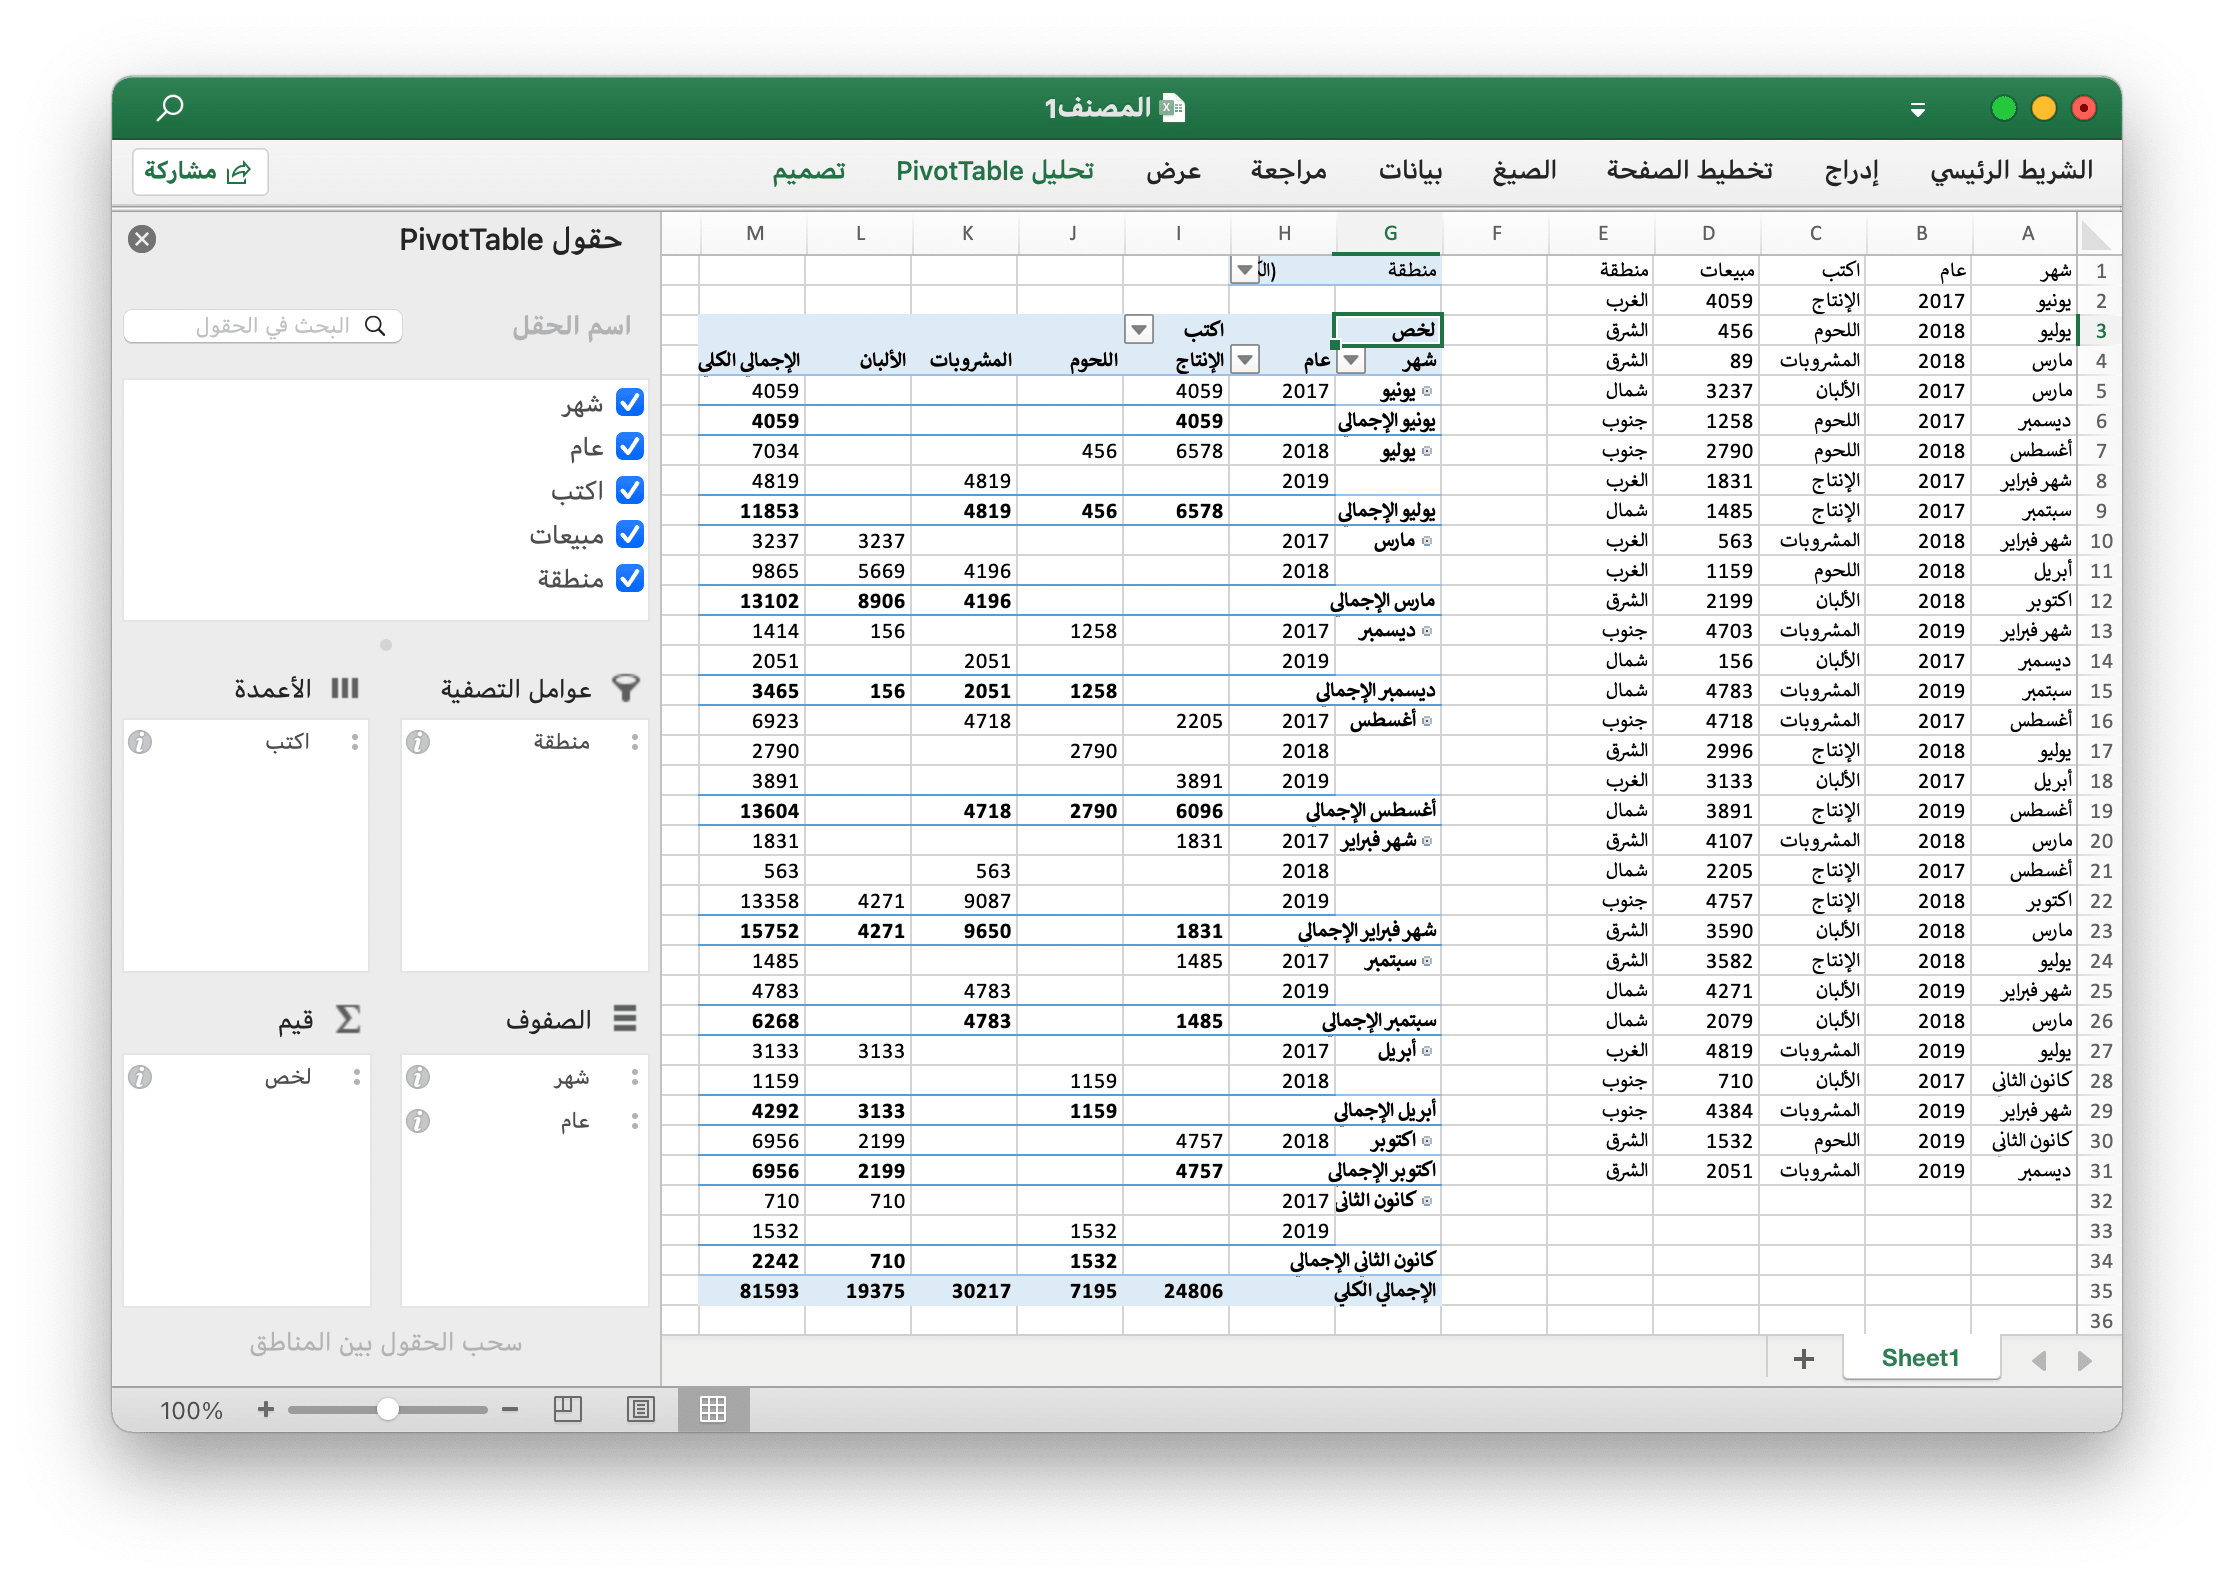 المصنف1
الشريط الرئيسي إدراج تخطيط الصفحة الصيغ بيانات مراجعة عرض تحليل PivotTable تصميم مشاركة
A B C D E F G H I J K L M
1 شهر عام اكتب مبيعات منطقة منطقة (الك
2 يونيو 2017 الإنتاج 4059 الغرب
3 يوليو 2018 اللحوم 456 الشرق لخص اكتب
4 مارس 2018 المشروبات 89 الشرق شهر عام الإنتاج اللحوم المشروبات الألبان الإجمالي الكلي
5 مارس 2017 الألبان 3237 شمال يونيو 2017 4059 4059
6 ديسمبر 2017 اللحوم 1258 جنوب يونيو الإجمالي 4059 4059
7 أغسطس 2018 اللحوم 2790 جنوب يوليو 2018 6578 456 7034
8 شهر فبراير 2017 الإنتاج 1831 الغرب 2019 4819 4819
9 سبتمبر 2017 الإنتاج 1485 شمال يوليو الإجمالي 6578 456 4819 11853
10 شهر فبراير 2018 المشروبات 563 الغرب مارس 2017 3237 3237
11 أبريل 2018 اللحوم 1159 الغرب 2018 4196 5669 9865
12 اكتوبر 2018 الألبان 2199 الشرق مارس الإجمالي 4196 8906 13102
13 شهر فبراير 2019 المشروبات 4703 جنوب ديسمبر 2017 1258 156 1414
14 ديسمبر 2017 الألبان 156 شمال 2019 2051 2051
15 سبتمبر 2019 المشروبات 4783 شمال ديسمبر الإجمالي 1258 2051 156 3465
16 أغسطس 2017 المشروبات 4718 جنوب أغسطس 2017 2205 4718 6923
17 يوليو 2018 الإنتاج 2996 الشرق 2018 2790 2790
18 أبريل 2017 الألبان 3133 الغرب 2019 3891 3891
19 أغسطس 2019 الإنتاج 3891 شمال أغسطس الإجمالي 6096 2790 4718 13604
20 مارس 2018 المشروبات 4107 الشرق شهر فبراير 2017 1831 1831
21 أغسطس 2017 الإنتاج 2205 شمال 2018 563 563
22 اكتوبر 2018 الإنتاج 4757 جنوب 2019 9087 4271 13358
23 مارس 2018 الألبان 3590 الشرق شهر فبراير الإجمالي 1831 9650 4271 15752
24 يوليو 2018 الإنتاج 3582 الشرق سبتمبر 2017 1485 1485
25 شهر فبراير 2019 الألبان 4271 شمال 2019 4783 4783
26 مارس 2018 الألبان 2079 شمال سبتمبر الإجمالي 1485 4783 6268
27 يوليو 2019 المشروبات 4819 الغرب أبريل 2017 3133 3133
28 كانون الثاني 2017 الألبان 710 جنوب 2018 1159 1159
29 شهر فبراير 2019 المشروبات 4384 جنوب أبريل الإجمالي 1159 3133 4292
30 كانون الثاني 2019 اللحوم 1532 الشرق اكتوبر 2018 4757 2199 6956
31 ديسمبر 2019 المشروبات 2051 الشرق اكتوبر الإجمالي 4757 2199 6956
32 كانون الثاني 2017 710 710
33 2019 1532 1532
34 كانون الثاني الإجمالي 1532 710 2242
35 الإجمالي الكلي 24806 7195 30217 19375 81593
36
Sheet1
حقول PivotTable
اسم الحقل البحث في الحقول
شهر
عام
اكتب
مبيعات
منطقة
عوامل التصفية الأعمدة
منطقة اكتب
الصفوف قيم
شهر لخص
عام
سحب الحقول بين المناطق
100%